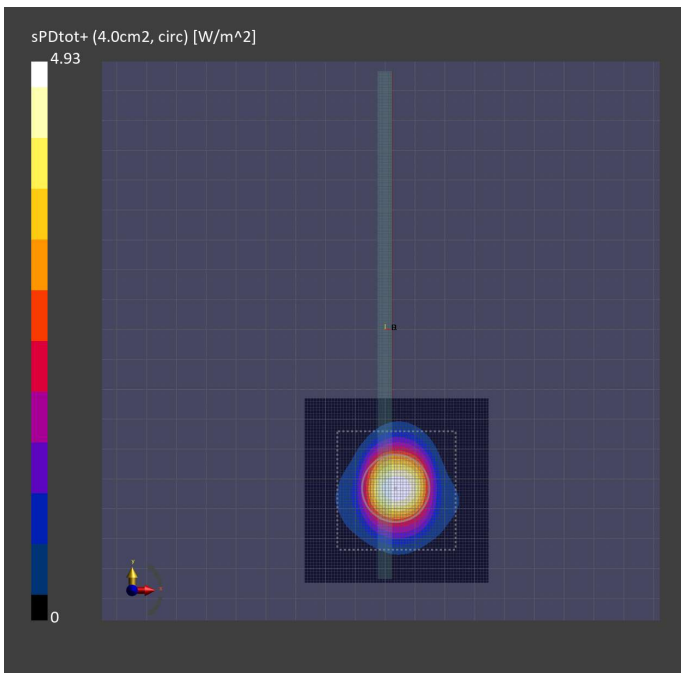 sPDtot+ (4.0cm2, circ) [W/m^2]
4.93
B
Y
x
0